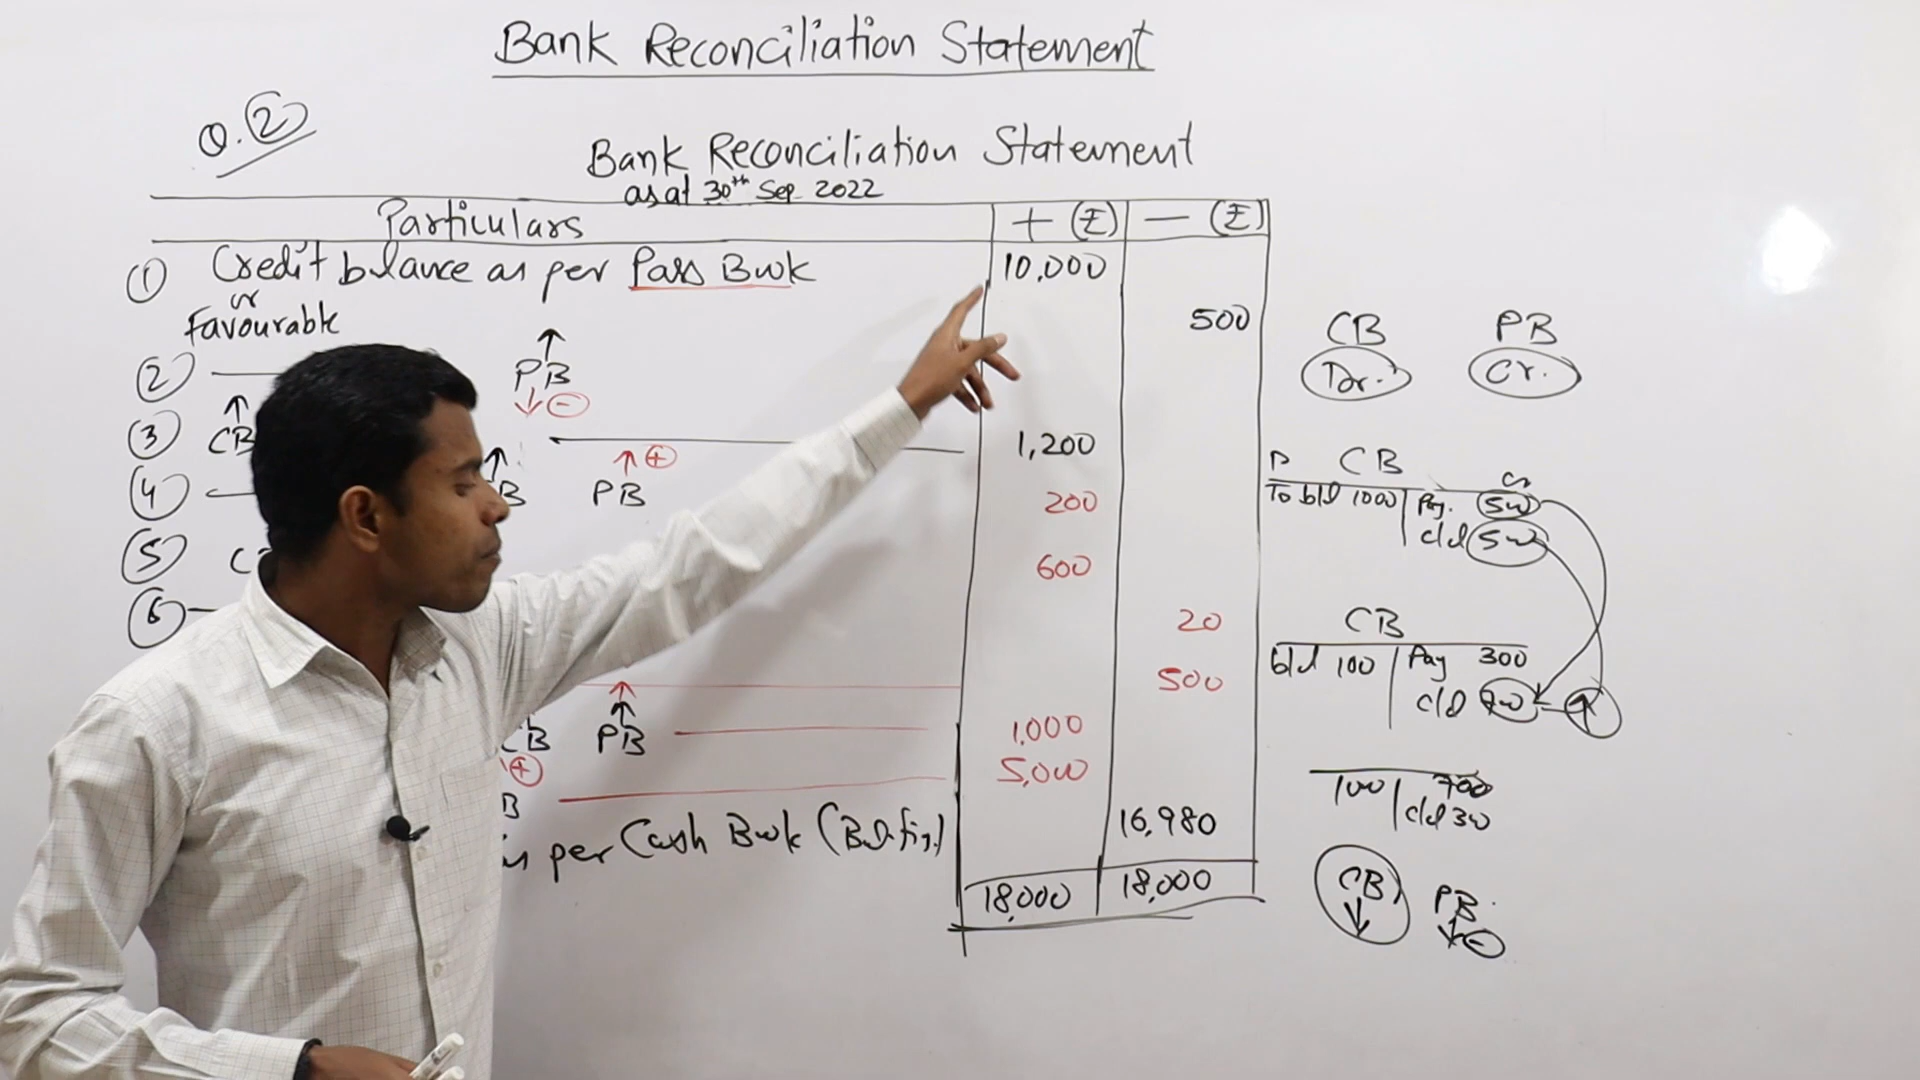 Bank Reconciliation Statement
Q. 2
Bank Reconciliation Statement
as at 30th Sep. 2022
Particulars + (₹) — (₹)
1 Credit balance as per Pass Book 10,000
or
Favourable
500
2 PB
−
3 CB 1,200
+
4 B PB 200
5 C 600
6 20
500
CB PB 1,000
+
B 5,000
per Cash Book (Bal. fig.) 16,980
18,000 18,000
CB PB
Dr. Cr.
CB
To b/d 1000 Pay. 500
c/d 500
CB
b/d 100 Pay 300
c/d
100 700
c/d 300
CB PB
−